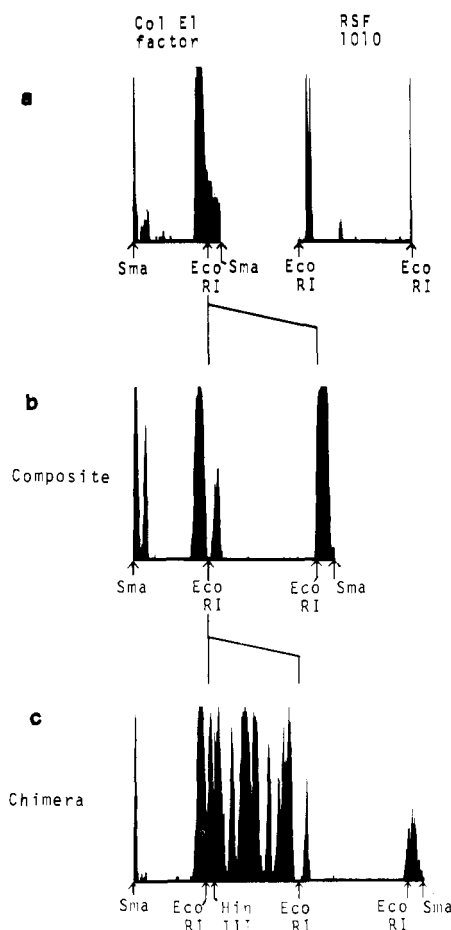 Col El RSF
factor 1010
a
Sma Eco Sma Eco Eco
RI RI RI
b
Composite
Sma Eco Eco Sma
RI RI
c
Chimera
Sma Eco Hin Eco Eco Sma
RI III RI RI